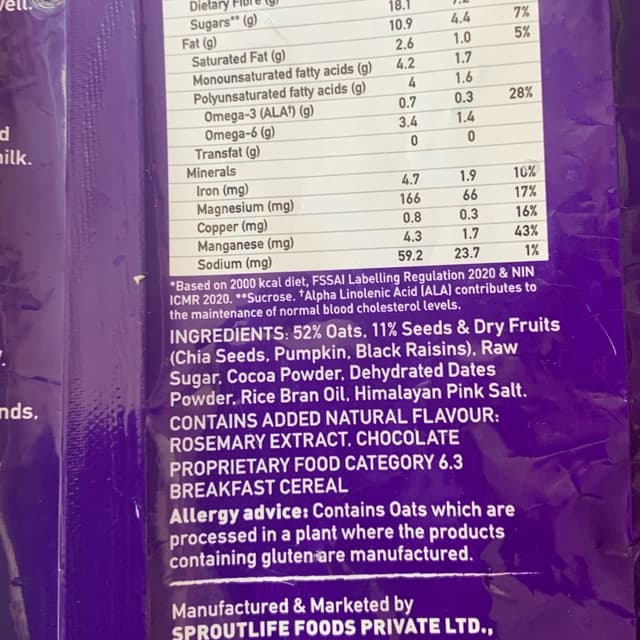 well.
Dietary Fibre (g) 18.1
Sugars** (g) 10.9 4.4 7%
Fat (g) 2.6 1.0 5%
Saturated Fat (g) 4.2 1.7
Monounsaturated fatty acids (g) 4 1.6
Polyunsaturated fatty acids (g) 0.7 0.3 28%
Omega-3 (ALA†) (g) 3.4 1.4
Omega-6 (g) 0 0
Transfat (g)
Minerals
Iron (mg) 4.7 1.9 10%
Magnesium (mg) 166 66 17%
Copper (mg) 0.8 0.3 16%
Manganese (mg) 4.3 1.7 43%
Sodium (mg) 59.2 23.7 1%
*Based on 2000 kcal diet, FSSAI Labelling Regulation 2020 & NIN
ICMR 2020. **Sucrose. †Alpha Linolenic Acid (ALA) contributes to
the maintenance of normal blood cholesterol levels.
INGREDIENTS: 52% Oats, 11% Seeds & Dry Fruits
(Chia Seeds, Pumpkin, Black Raisins), Raw
Sugar, Cocoa Powder, Dehydrated Dates
Powder, Rice Bran Oil, Himalayan Pink Salt.
CONTAINS ADDED NATURAL FLAVOUR:
ROSEMARY EXTRACT, CHOCOLATE
PROPRIETARY FOOD CATEGORY 6.3
BREAKFAST CEREAL
Allergy advice: Contains Oats which are
processed in a plant where the products
containing gluten are manufactured.
Manufactured & Marketed by
SPROUTLIFE FOODS PRIVATE LTD.,